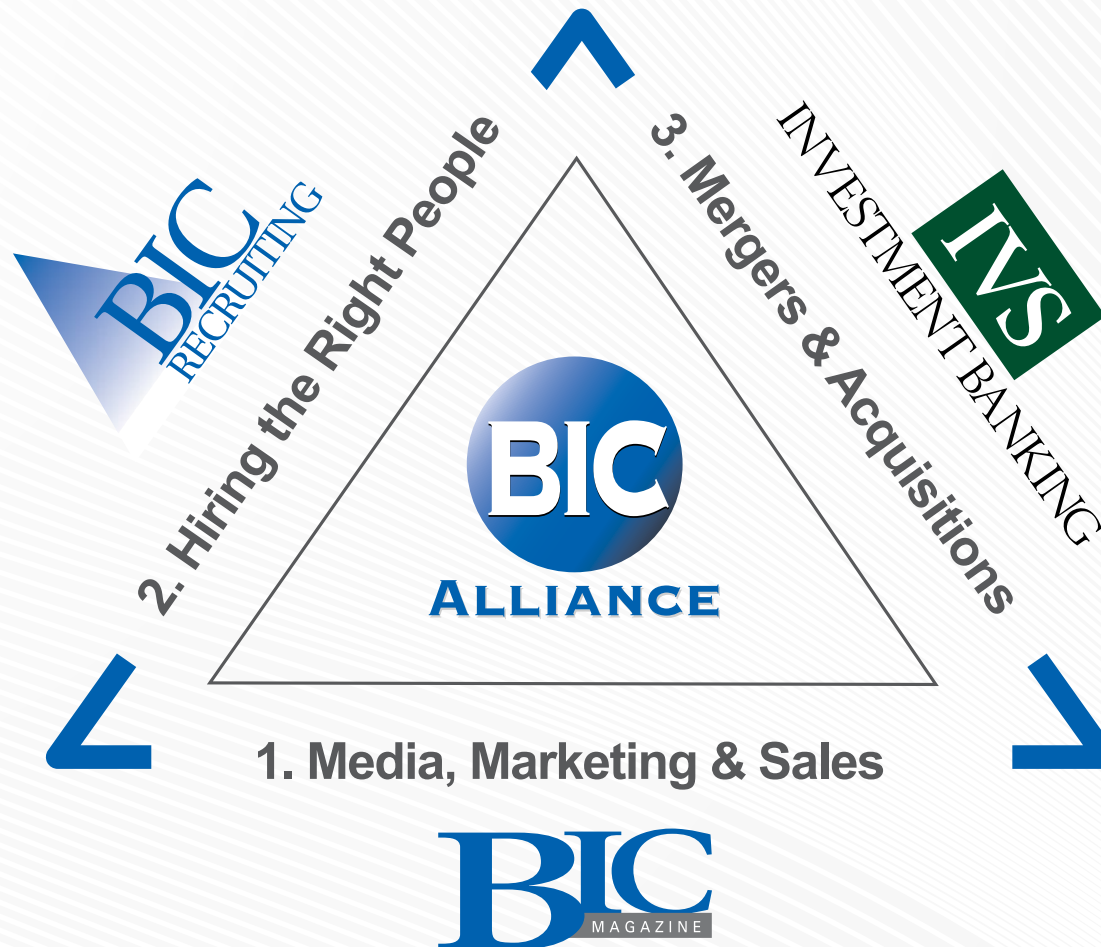 BIC
RECRUITING
2. Hiring the Right People
3. Mergers & Acquisitions
IVS
INVESTMENT BANKING
BIC
ALLIANCE
1. Media, Marketing & Sales
BIC
MAGAZINE